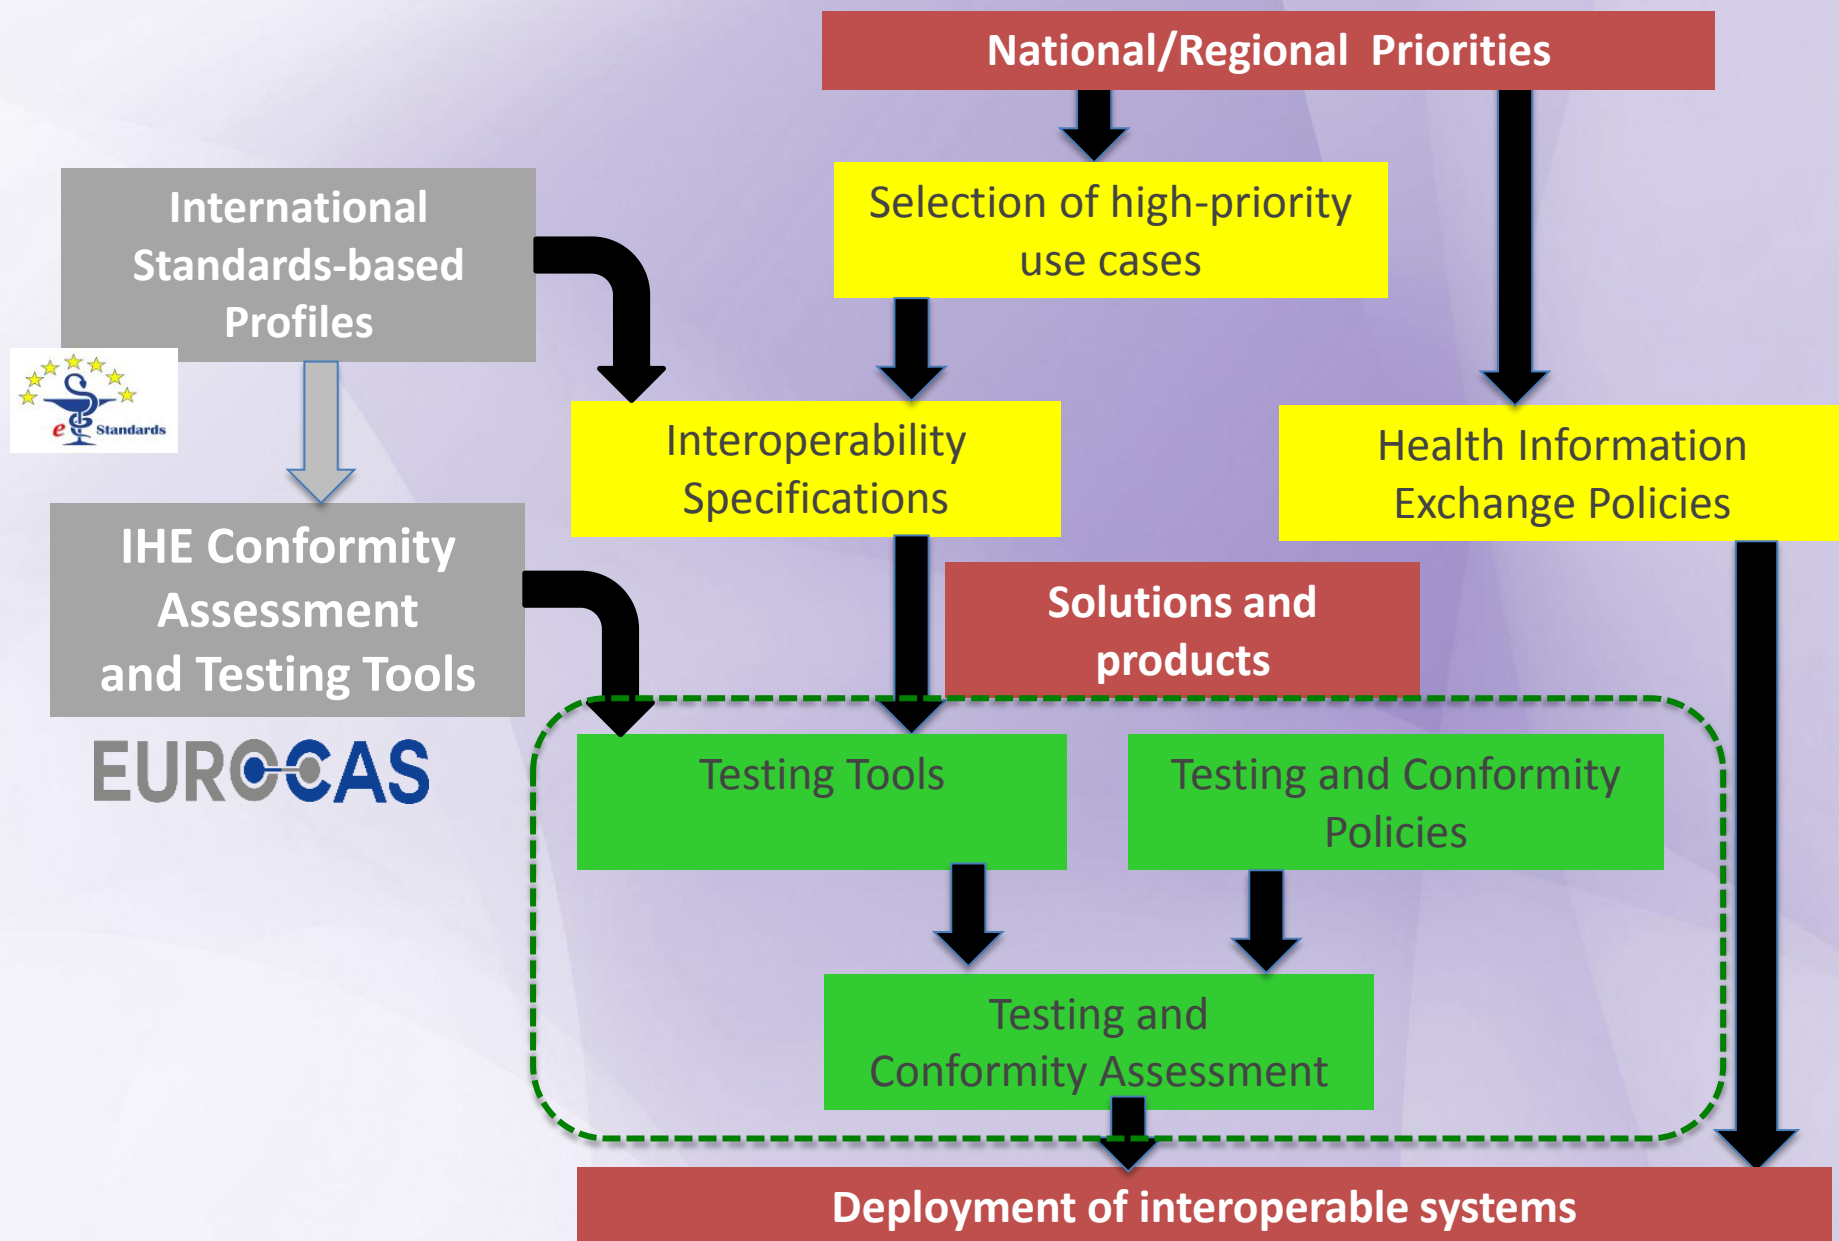 National/Regional Priorities
International
Standards-based
Profiles
Selection of high-priority
use cases
e Standards
Interoperability
Specifications
Health Information
Exchange Policies
IHE Conformity
Assessment
and Testing Tools
Solutions and
products
EUROCAS
Testing Tools
Testing and Conformity
Policies
Testing and
Conformity Assessment
Deployment of interoperable systems